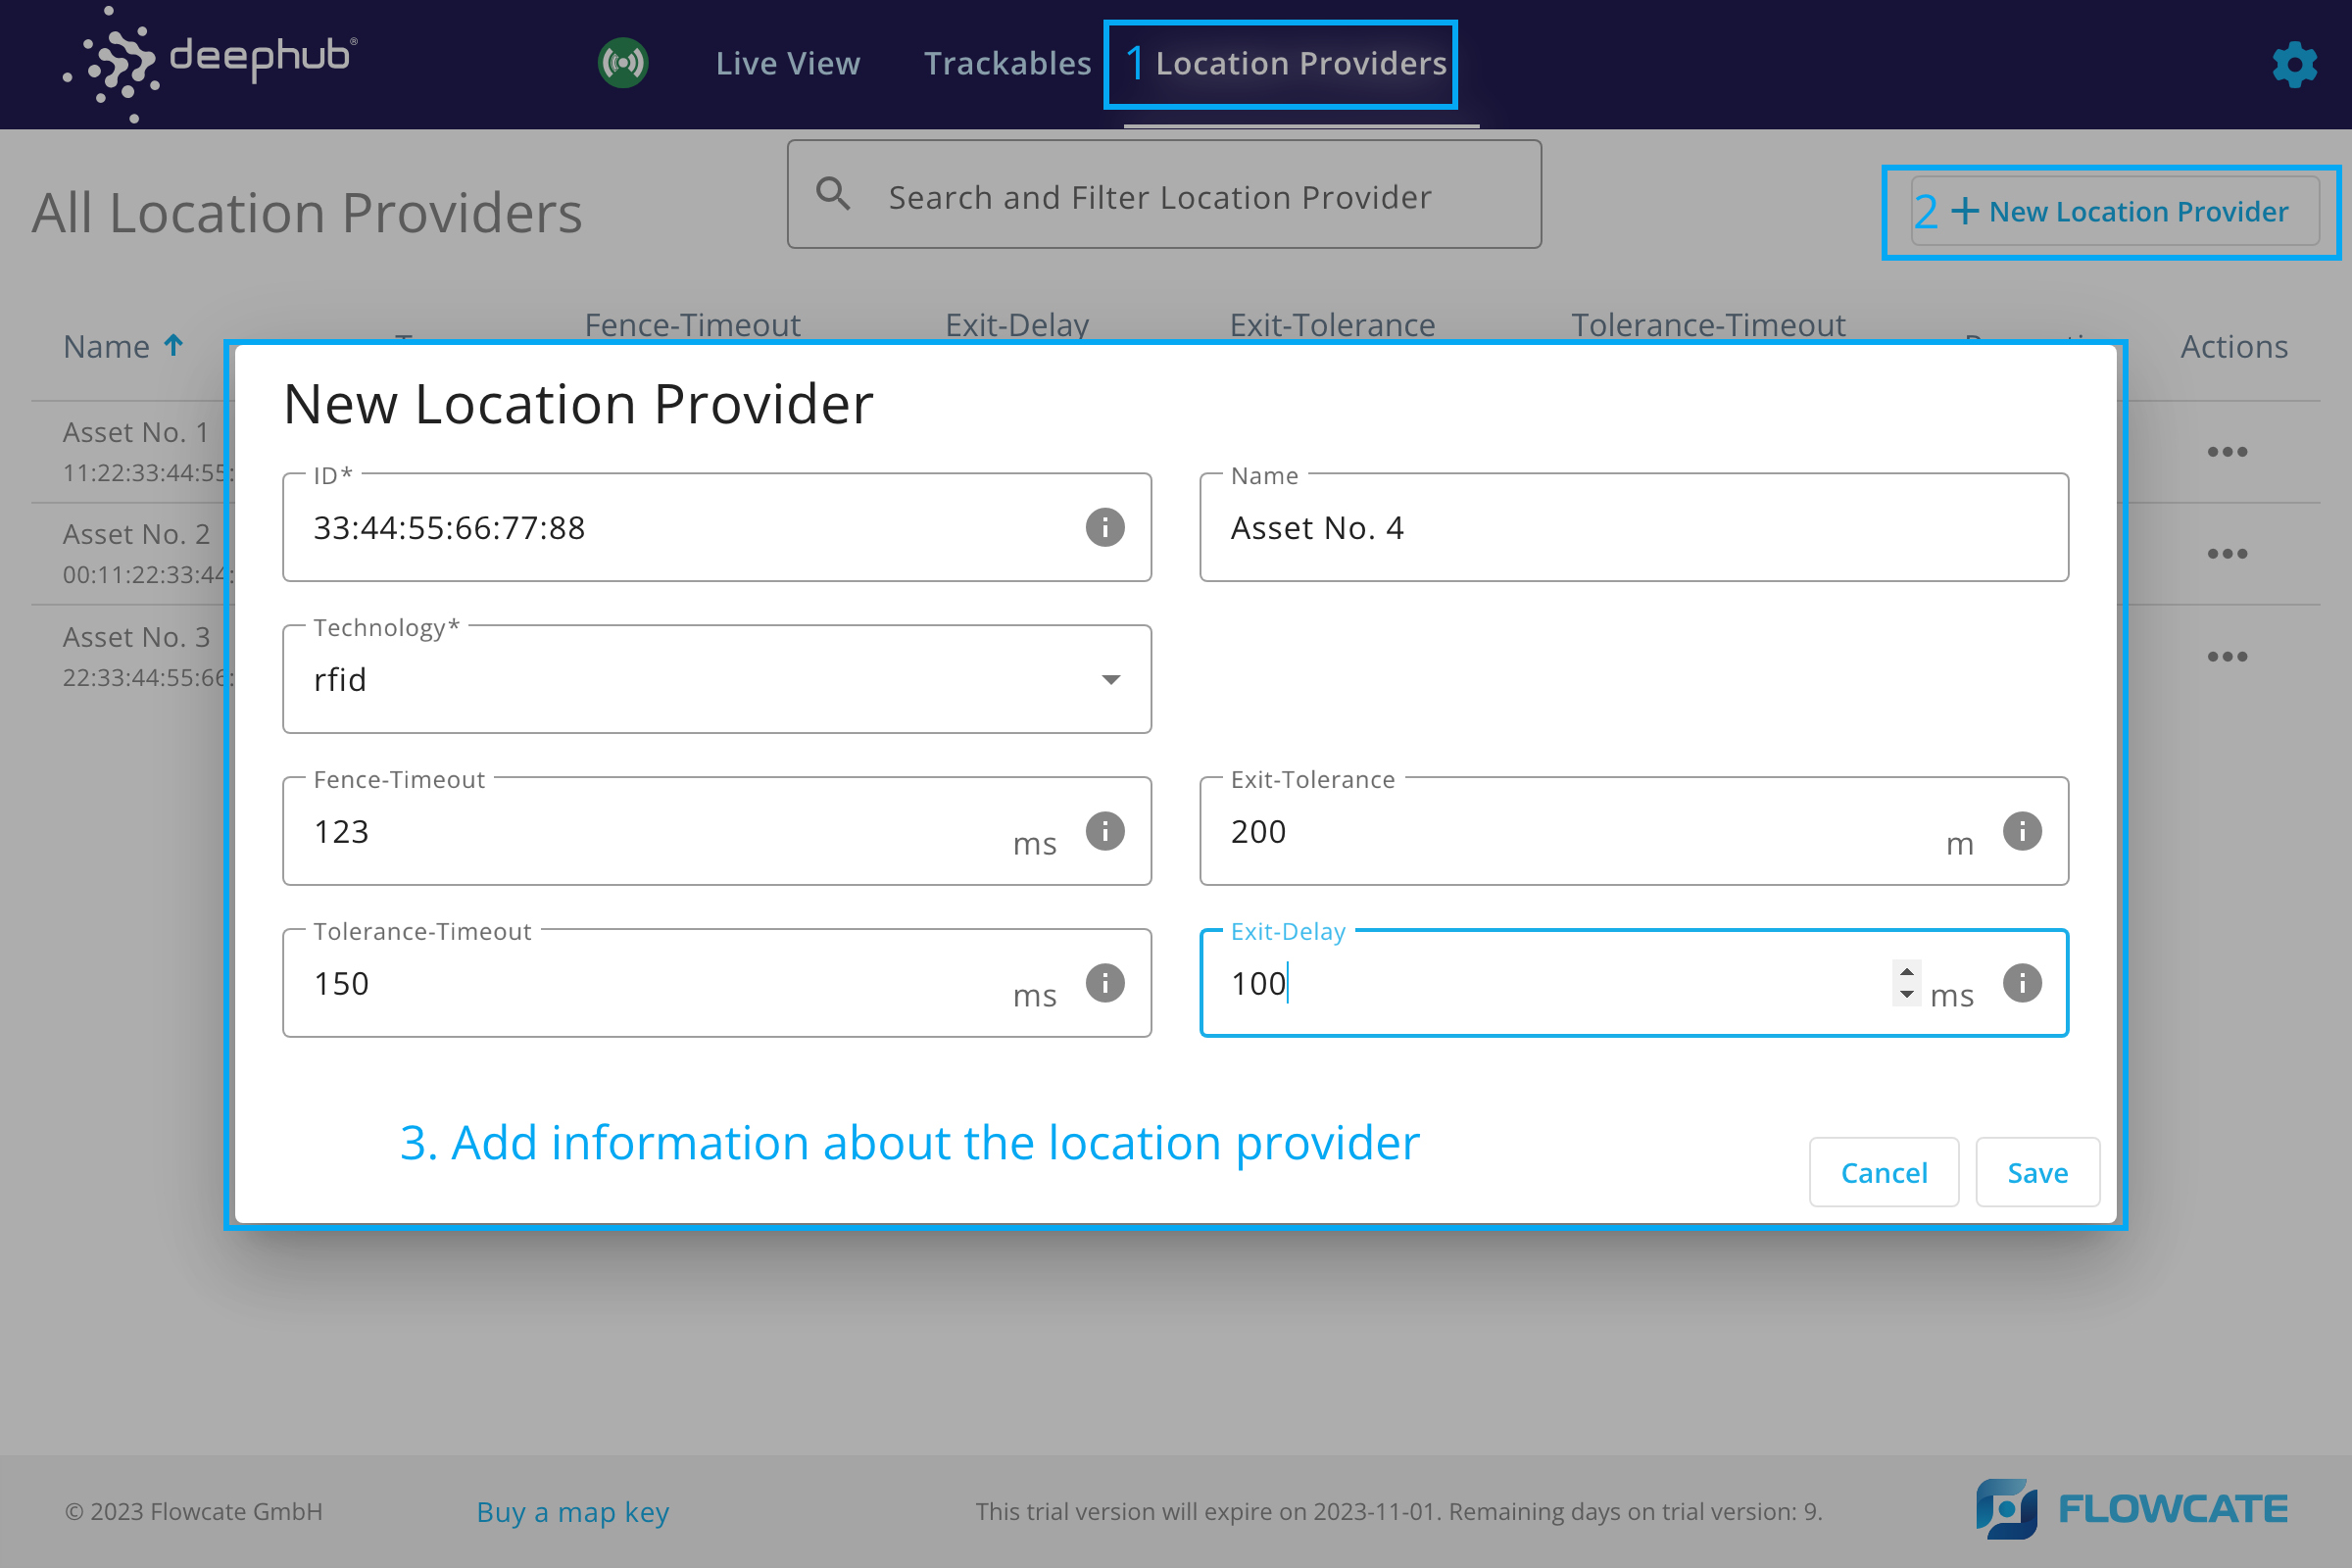 deephub®
Live View
Trackables
1 Location Providers
All Location Providers
Search and Filter Location Provider
2 + New Location Provider
Name
Fence-Timeout
Exit-Delay
Exit-Tolerance
Tolerance-Timeout
Actions
Asset No. 1
11:22:33:44:55:
Asset No. 2
00:11:22:33:44:
Asset No. 3
22:33:44:55:66:
New Location Provider
ID*
33:44:55:66:77:88
Name
Asset No. 4
Technology*
rfid
Fence-Timeout
123
ms
Exit-Tolerance
200
m
Tolerance-Timeout
150
ms
Exit-Delay
100
ms
3. Add information about the location provider
Cancel
Save
© 2023 Flowcate GmbH
Buy a map key
This trial version will expire on 2023-11-01. Remaining days on trial version: 9.
FLOWCATE